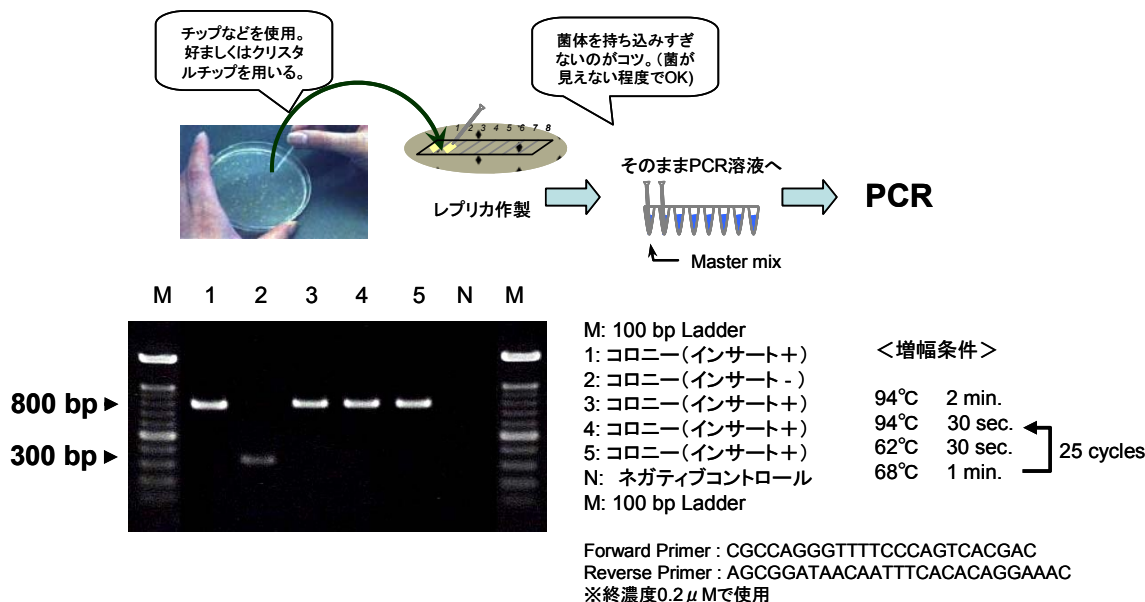 チップなどを使用。
好ましくはクリスタ
ルチップを用いる。
菌体を持ち込みすぎ
ないのがコツ。(菌が
見えない程度でOK)
1 2 3 4 5 6 7 8
レプリカ作製
そのままPCR溶液へ
PCR
Master mix
M 1 2 3 4 5 N M
800 bp
300 bp
M: 100 bp Ladder
1: コロニー(インサート+)
2: コロニー(インサート - )
3: コロニー(インサート+)
4: コロニー(インサート+)
5: コロニー(インサート+)
N: ネガティブコントロール
M: 100 bp Ladder
<増幅条件>
94℃ 2 min.
94℃ 30 sec.
62℃ 30 sec.
68℃ 1 min.
25 cycles
Forward Primer : CGCCAGGGTTTTCCCAGTCACGAC
Reverse Primer : AGCGGATAACAATTTCACACAGGAAAC
※終濃度0.2μMで使用